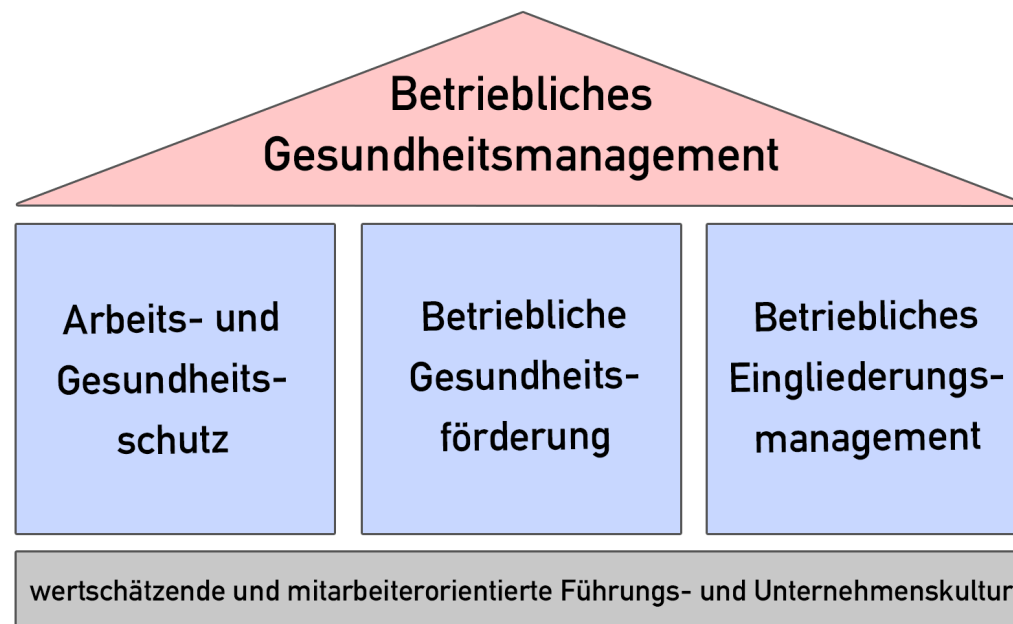 Betriebliches
Gesundheitsmanagement
Arbeits- und
Gesundheits-
schutz
Betriebliche
Gesundheits-
förderung
Betriebliches
Eingliederungs-
management
wertschätzende und mitarbeiterorientierte Führungs- und Unternehmenskultur